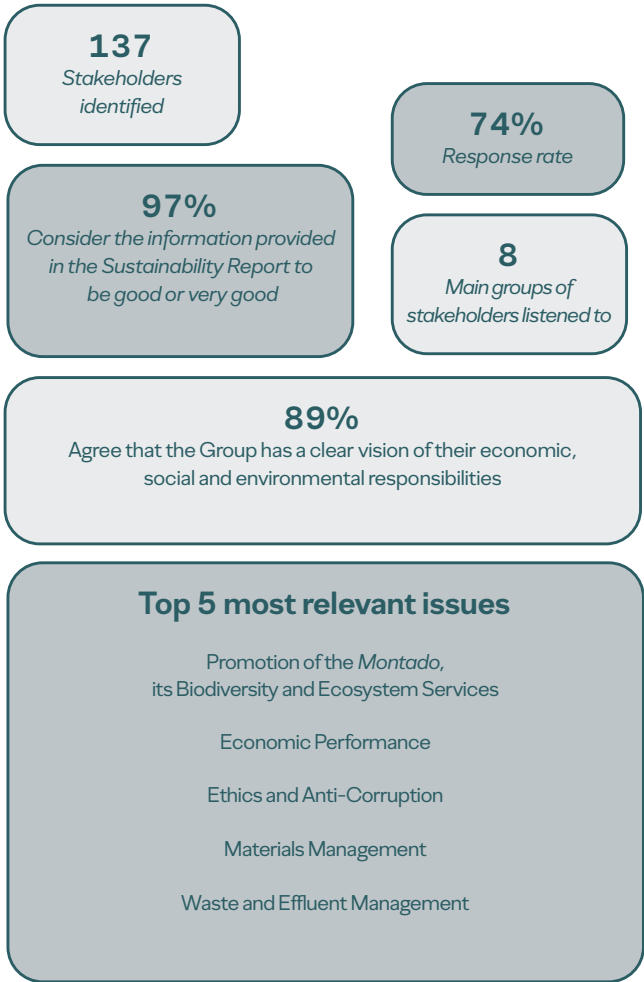 137
Stakeholders
identified
74%
Response rate
97%
Consider the information provided
in the Sustainability Report to
be good or very good
8
Main groups of
stakeholders listened to
89%
Agree that the Group has a clear vision of their economic,
social and environmental responsibilities
Top 5 most relevant issues
Promotion of the Montado,
its Biodiversity and Ecosystem Services
Economic Performance
Ethics and Anti-Corruption
Materials Management
Waste and Effluent Management